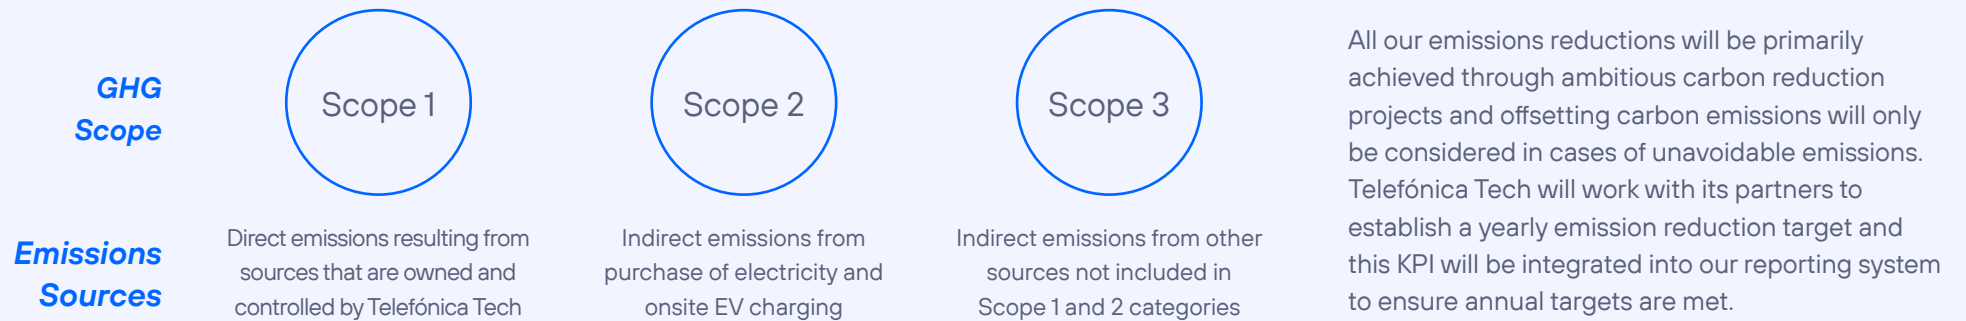 GHG
Scope
Scope 1
Scope 2
Scope 3
Emissions
Sources
Direct emissions resulting from
sources that are owned and
controlled by Telefónica Tech
Indirect emissions from
purchase of electricity and
onsite EV charging
Indirect emissions from other
sources not included in
Scope 1 and 2 categories
All our emissions reductions will be primarily
achieved through ambitious carbon reduction
projects and offsetting carbon emissions will only
be considered in cases of unavoidable emissions.
Telefónica Tech will work with its partners to
establish a yearly emission reduction target and
this KPI will be integrated into our reporting system
to ensure annual targets are met.